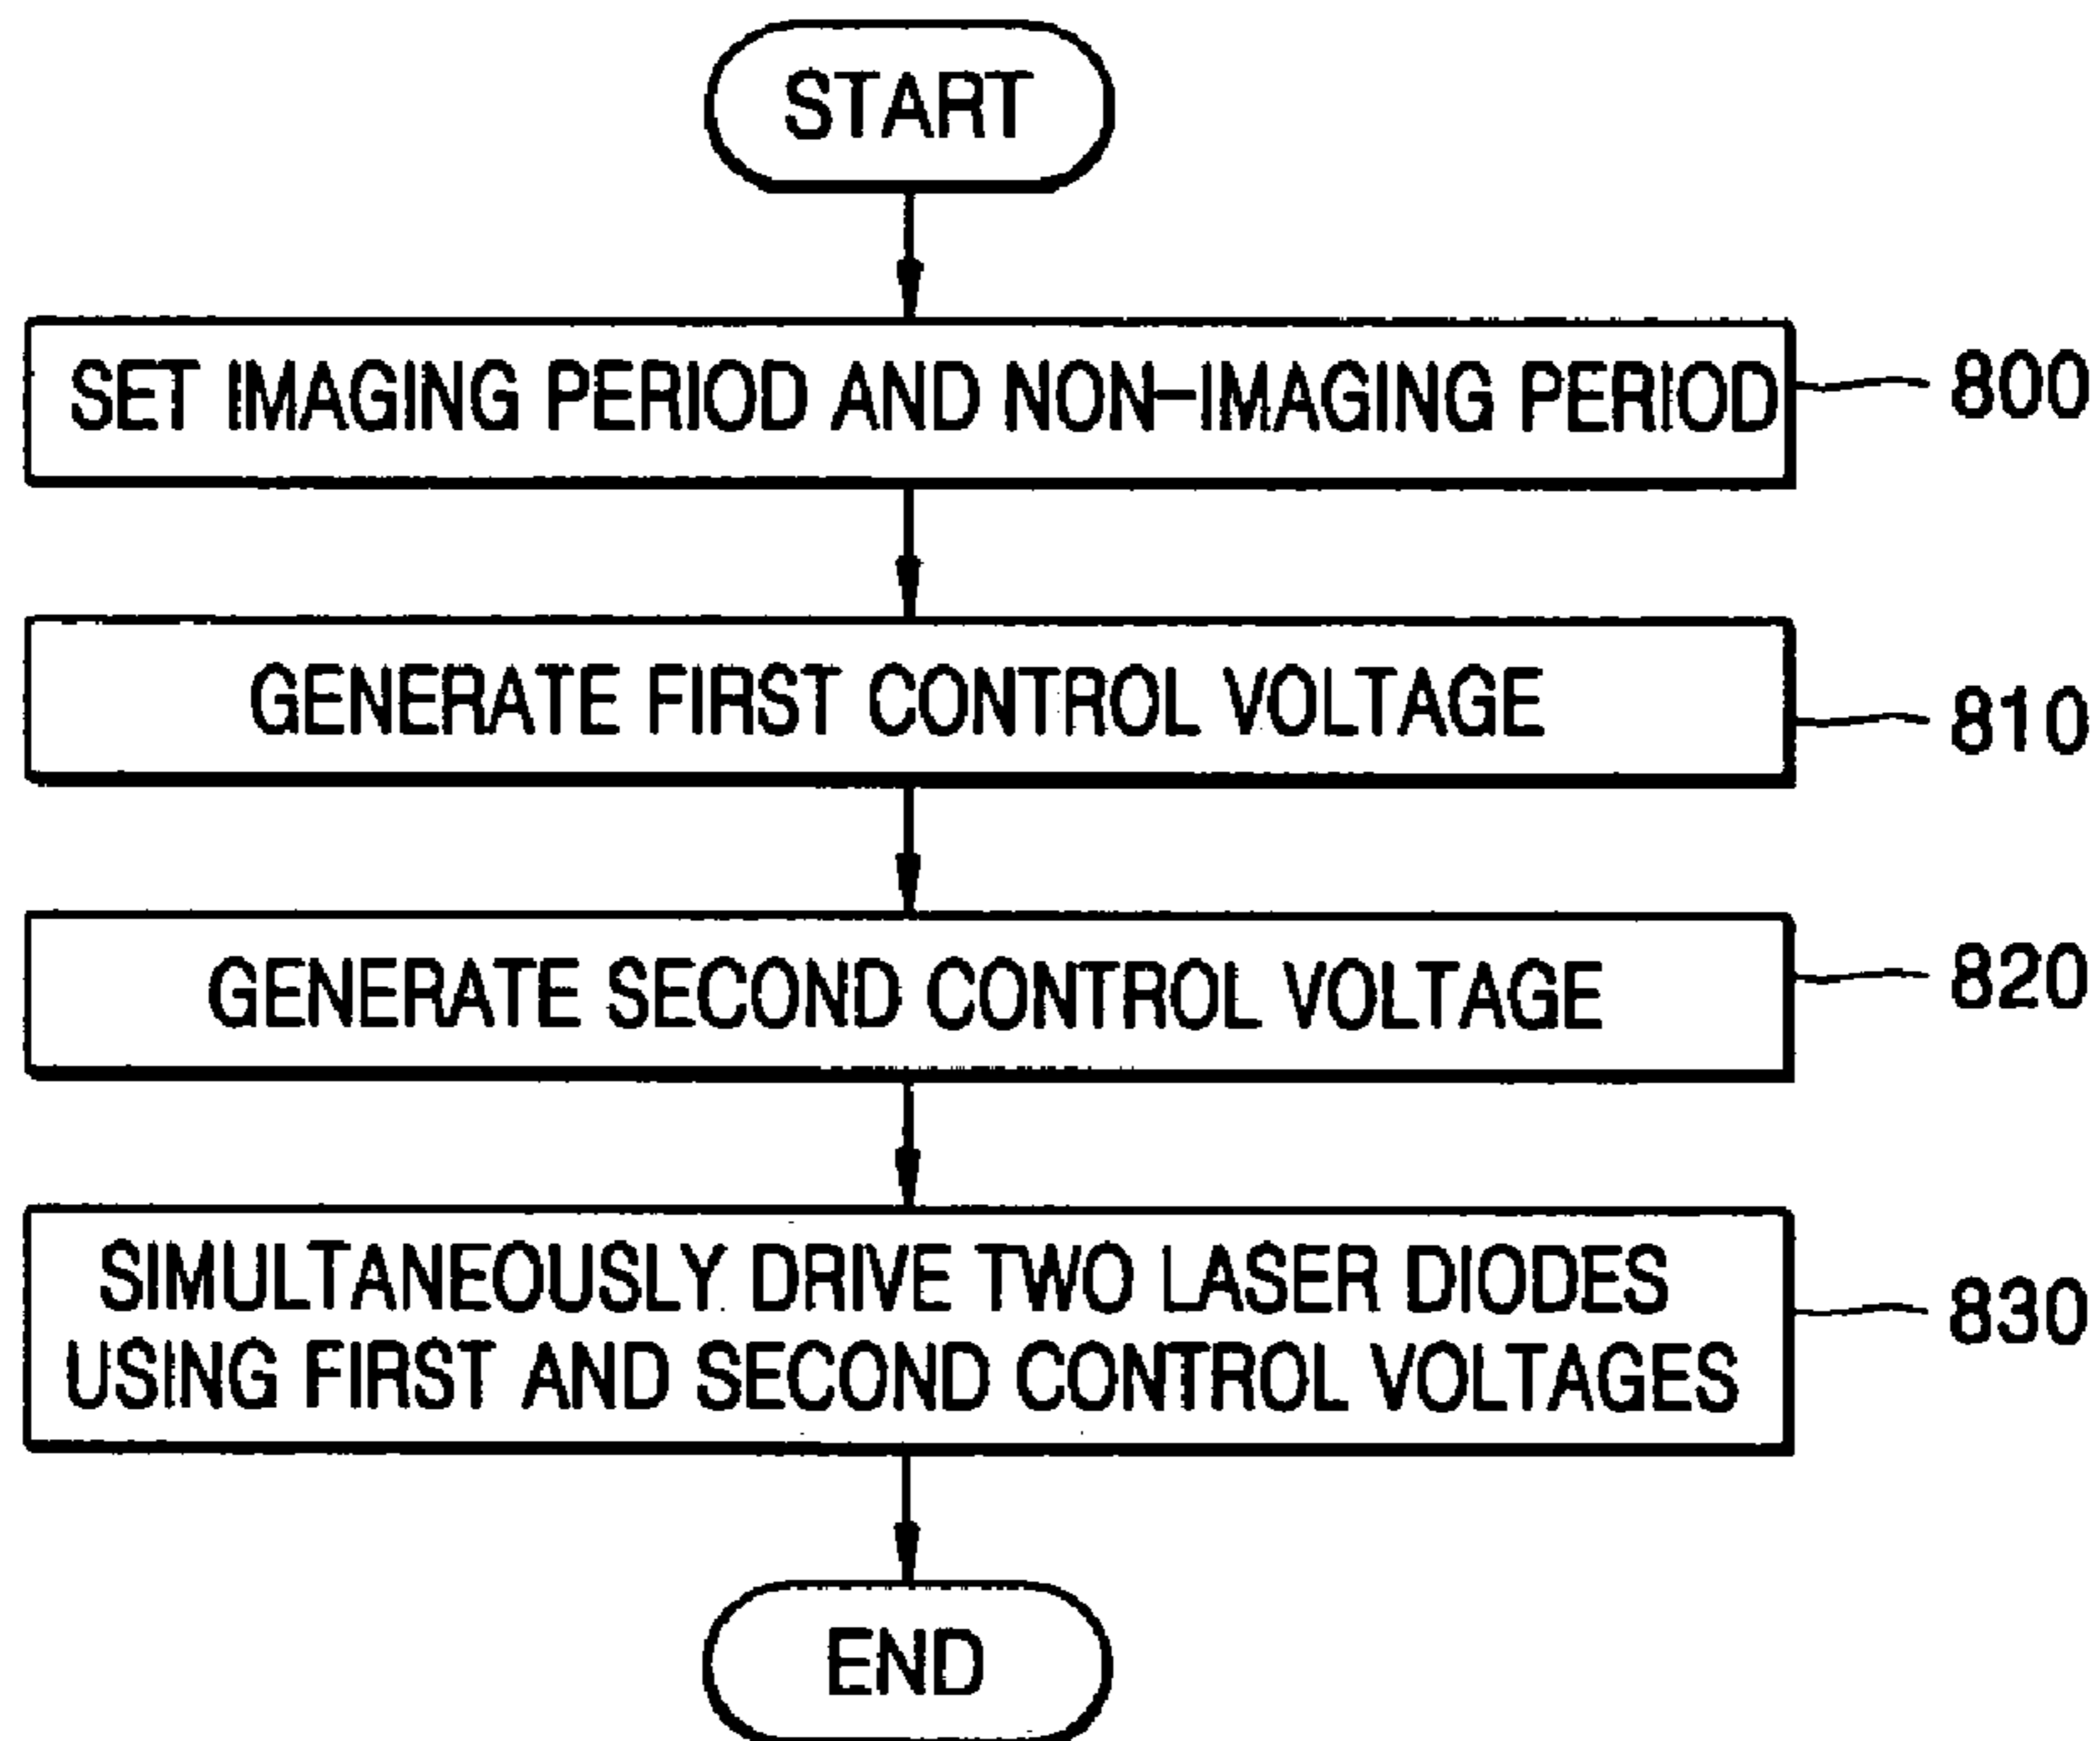 START
SET IMAGING PERIOD AND NON-IMAGING PERIOD
800
GENERATE FIRST CONTROL VOLTAGE
810
GENERATE SECOND CONTROL VOLTAGE
820
SIMULTANEOUSLY DRIVE TWO LASER DIODES
USING FIRST AND SECOND CONTROL VOLTAGES
830
END